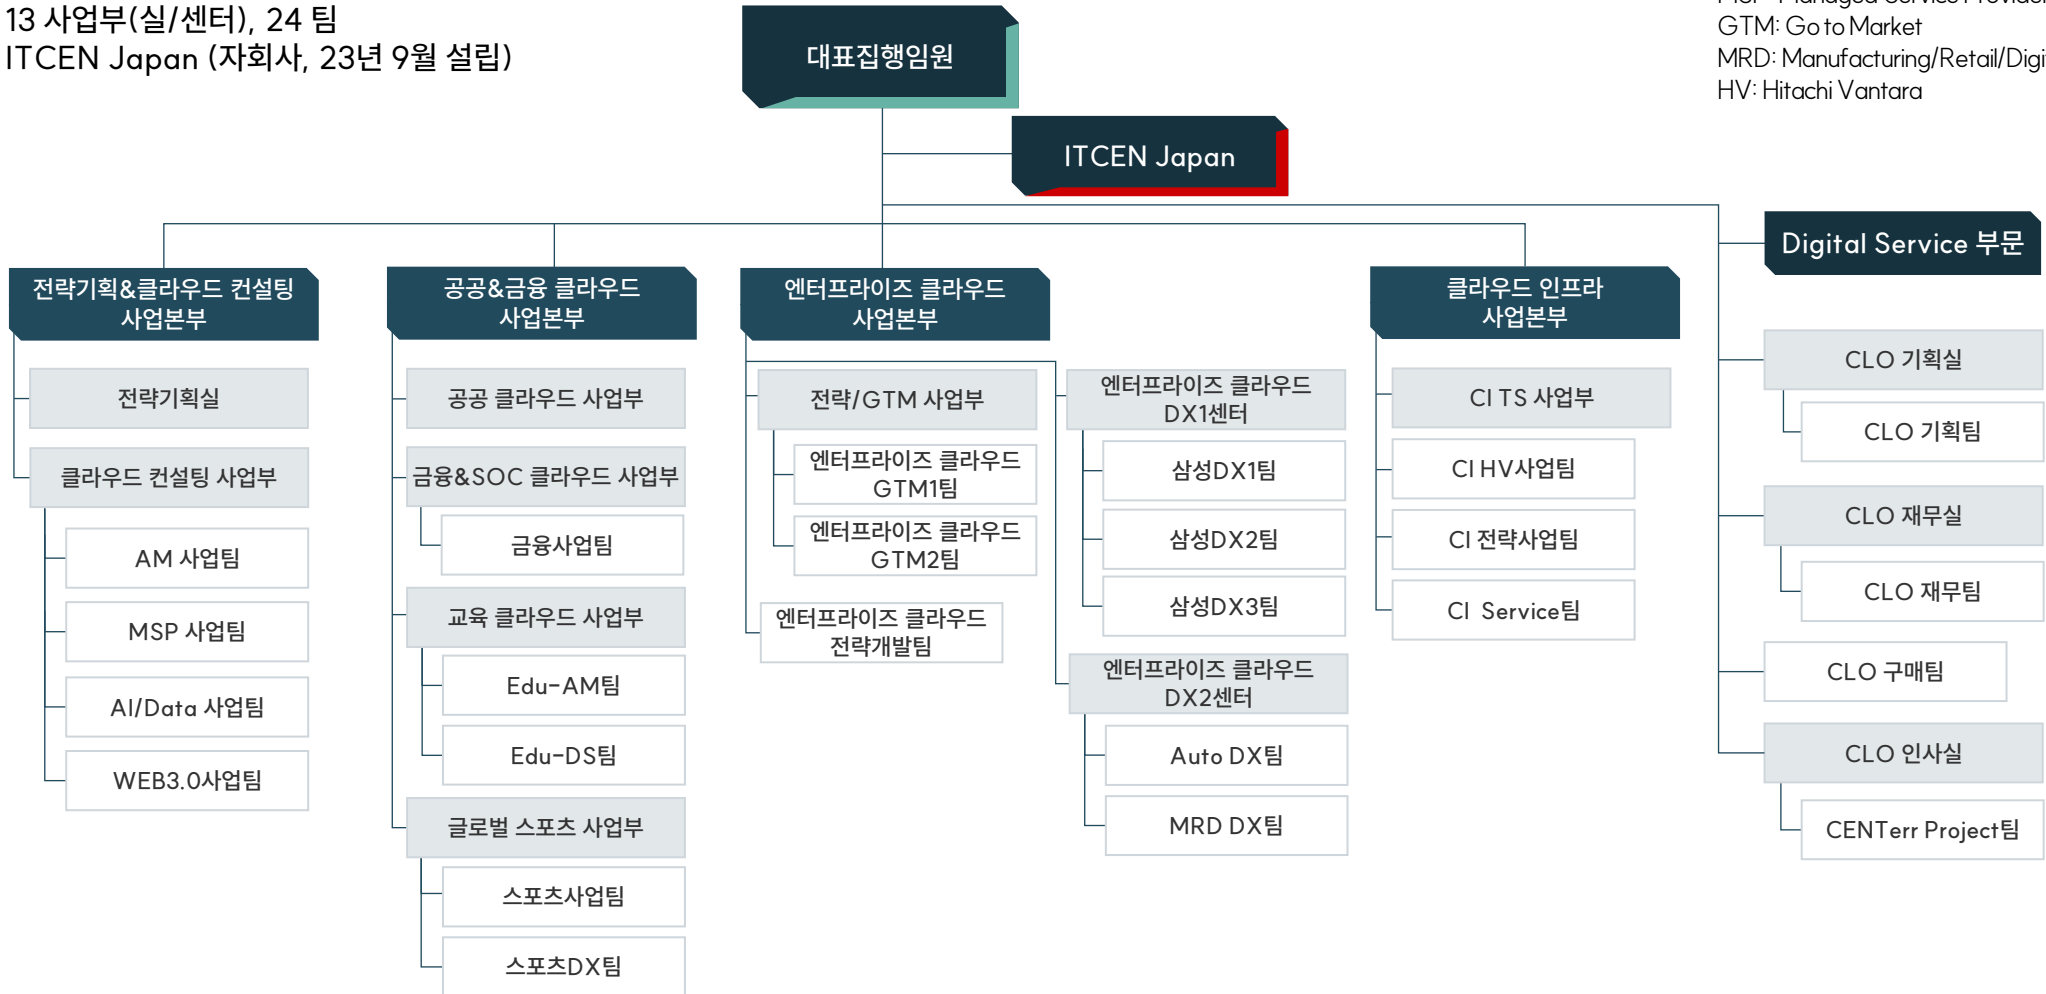 13 사업부(실/센터), 24 팀
ITCEN Japan (자회사, 23년 9월 설립)
GTM: Go to Market
MRD: Manufacturing/Retail/Digi
HV: Hitachi Vantara
대표집행임원
ITCEN Japan
Digital Service 부문
전략기획&클라우드 컨설팅
사업본부
전략기획실
클라우드 컨설팅 사업부
AM 사업팀
MSP 사업팀
AI/Data 사업팀
WEB3.0사업팀
공공&금융 클라우드
사업본부
공공 클라우드 사업부
금융&SOC 클라우드 사업부
금융사업팀
교육 클라우드 사업부
Edu-AM팀
Edu-DS팀
글로벌 스포츠 사업부
스포츠사업팀
스포츠DX팀
엔터프라이즈 클라우드
사업본부
전략/GTM 사업부
엔터프라이즈 클라우드
GTM1팀
엔터프라이즈 클라우드
GTM2팀
엔터프라이즈 클라우드
전략개발팀
엔터프라이즈 클라우드
DX1센터
삼성DX1팀
삼성DX2팀
삼성DX3팀
엔터프라이즈 클라우드
DX2센터
Auto DX팀
MRD DX팀
클라우드 인프라
사업본부
CI TS 사업부
CI HV사업팀
CI 전략사업팀
CI Service팀
CLO 기획실
CLO 기획팀
CLO 재무실
CLO 재무팀
CLO 구매팀
CLO 인사실
CENTerr Project팀